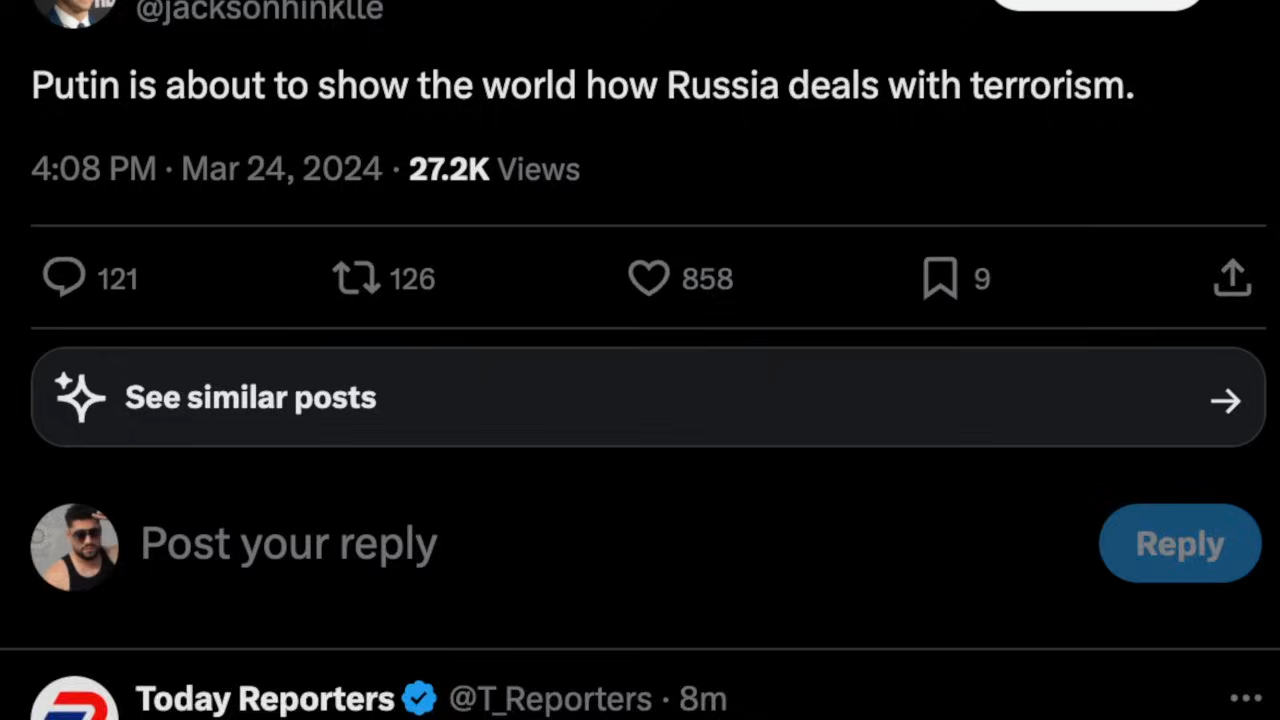 @jacksonhinklle
Putin is about to show the world how Russia deals with terrorism.
4:08 PM · Mar 24, 2024 · 27.2K Views
121 126 858 9
See similar posts
Post your reply Reply
Today Reporters @T_Reporters · 8m